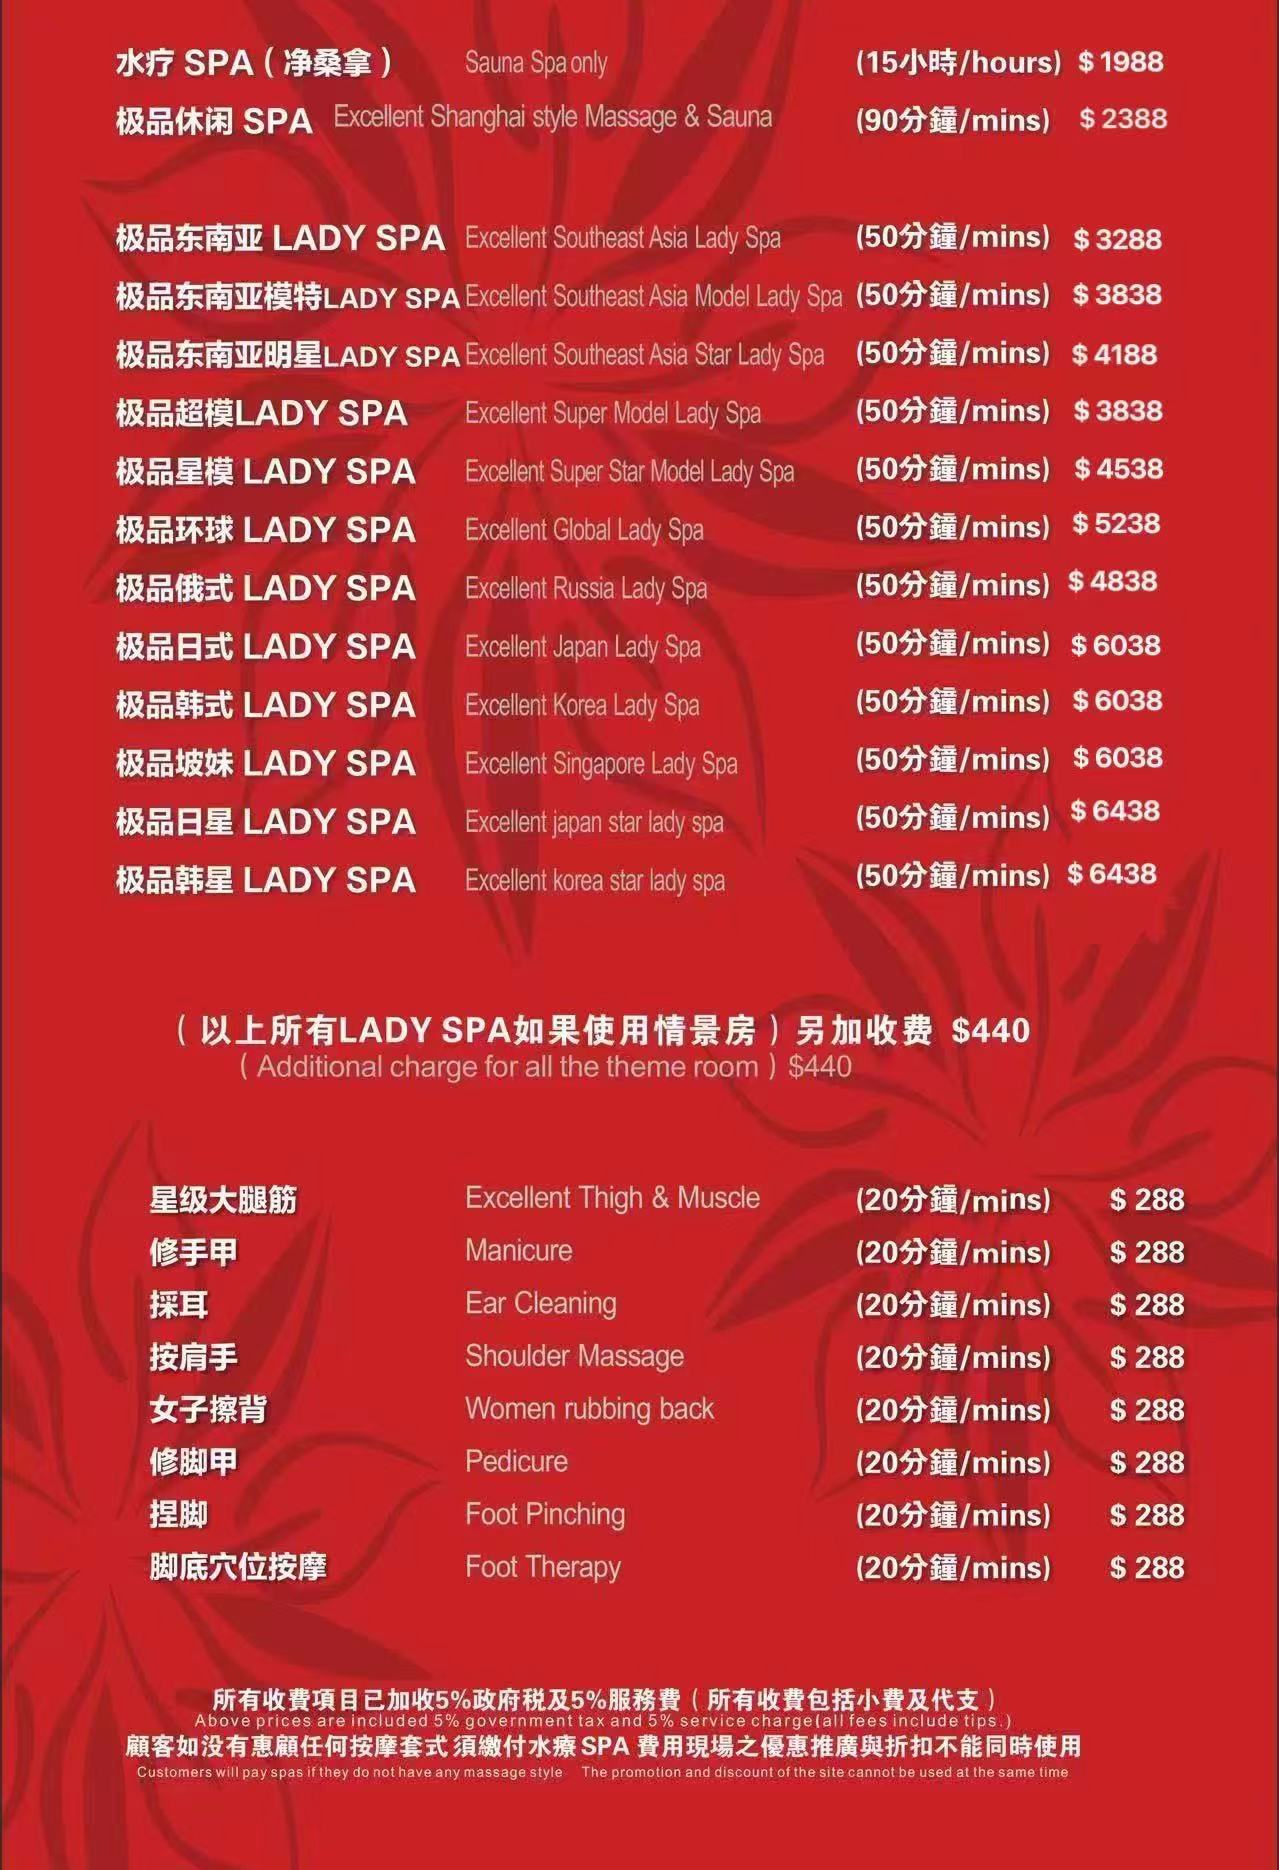 水疗 SPA（净桑拿） Sauna Spa only (15小時/hours) $1988
极品休闲 SPA Excellent Shanghai style Massage & Sauna (90分鐘/mins) $2388
极品东南亚 LADY SPA Excellent Southeast Asia Lady Spa (50分鐘/mins) $3288
极品东南亚模特LADY SPA Excellent Southeast Asia Model Lady Spa (50分鐘/mins) $3838
极品东南亚明星LADY SPA Excellent Southeast Asia Star Lady Spa (50分鐘/mins) $4188
极品超模LADY SPA Excellent Super Model Lady Spa (50分鐘/mins) $3838
极品星模 LADY SPA Excellent Super Star Model Lady Spa (50分鐘/mins) $4538
极品环球 LADY SPA Excellent Global Lady Spa (50分鐘/mins) $5238
极品俄式 LADY SPA Excellent Russia Lady Spa (50分鐘/mins) $4838
极品日式 LADY SPA Excellent Japan Lady Spa (50分鐘/mins) $6038
极品韩式 LADY SPA Excellent Korea Lady Spa (50分鐘/mins) $6038
极品坡妹 LADY SPA Excellent Singapore Lady Spa (50分鐘/mins) $6038
极品日星 LADY SPA Excellent japan star lady spa (50分鐘/mins) $6438
极品韩星 LADY SPA Excellent korea star lady spa (50分鐘/mins) $6438
（以上所有LADY SPA如果使用情景房）另加收费 $440
（Additional charge for all the theme room）$440
星级大腿筋 Excellent Thigh & Muscle (20分鐘/mins) $ 288
修手甲 Manicure (20分鐘/mins) $ 288
採耳 Ear Cleaning (20分鐘/mins) $ 288
按肩手 Shoulder Massage (20分鐘/mins) $ 288
女子擦背 Women rubbing back (20分鐘/mins) $ 288
修脚甲 Pedicure (20分鐘/mins) $ 288
捏脚 Foot Pinching (20分鐘/mins) $ 288
脚底穴位按摩 Foot Therapy (20分鐘/mins) $ 288
所有收費項目已加收5%政府税及5%服務費（所有收費包括小費及代支）
Above prices are included 5% government tax and 5% service charge(all fees include tips.)
顧客如没有惠顧任何按摩套式 須繳付水療 SPA 費用現場之優惠推廣與折扣不能同時使用
Customers will pay spas if they do not have any massage style The promotion and discount of the site cannot be used at the same time